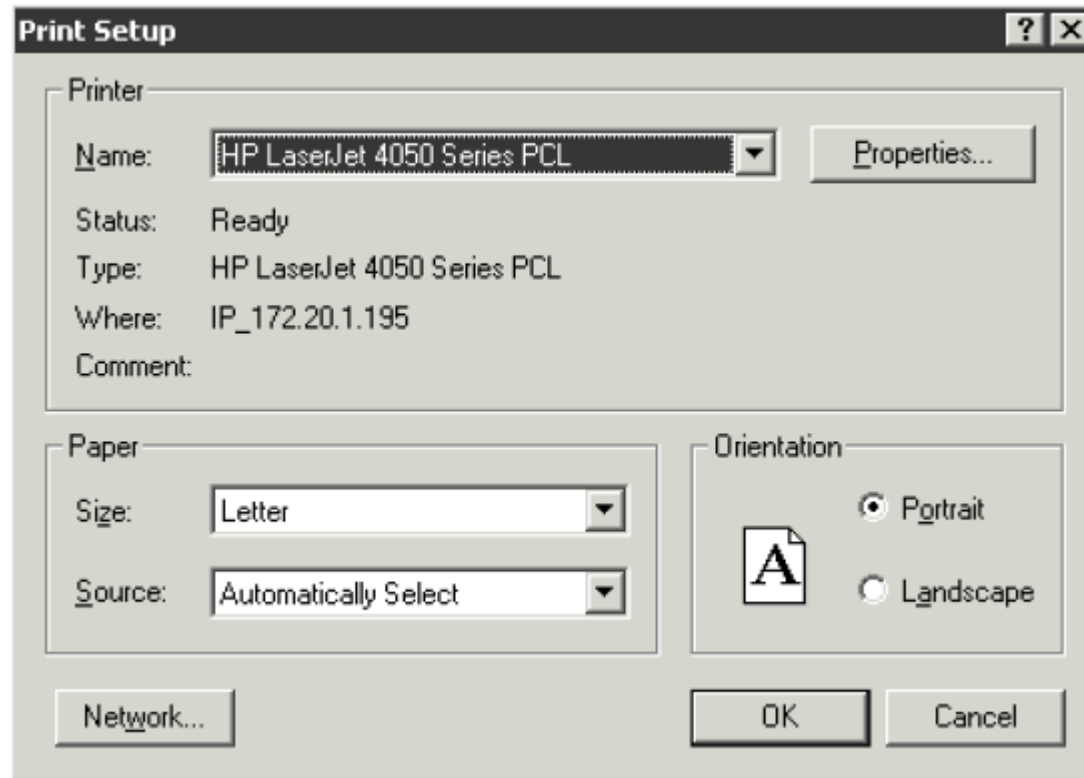 Print Setup
Printer
Name: HP LaserJet 4050 Series PCL Properties...
Status: Ready
Type: HP LaserJet 4050 Series PCL
Where: IP_172.20.1.195
Comment:
Paper
Size: Letter
Source: Automatically Select
Orientation
A
Portrait
Landscape
Network... OK Cancel